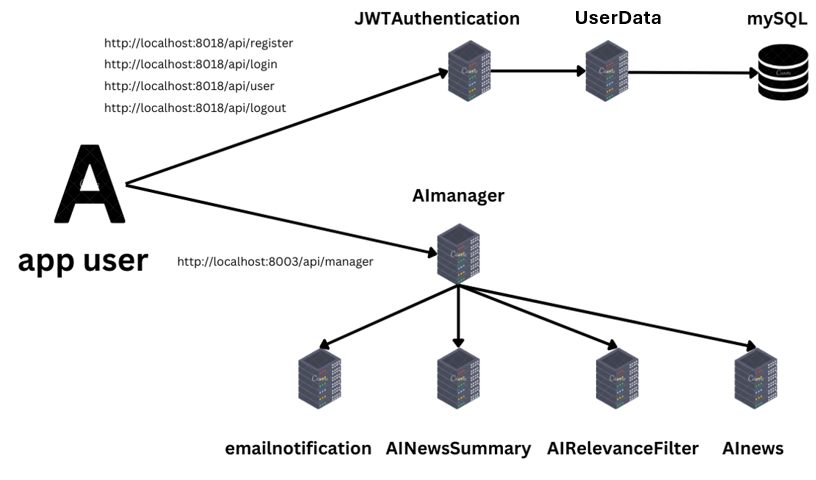 JWTAuthentication
UserData
mySQL
http://localhost:8018/api/register
http://localhost:8018/api/login
http://localhost:8018/api/user
http://localhost:8018/api/logout
A
app user
AImanager
http://localhost:8003/api/manager
emailnotification
AINewsSummary
AIRelevanceFilter
AInews